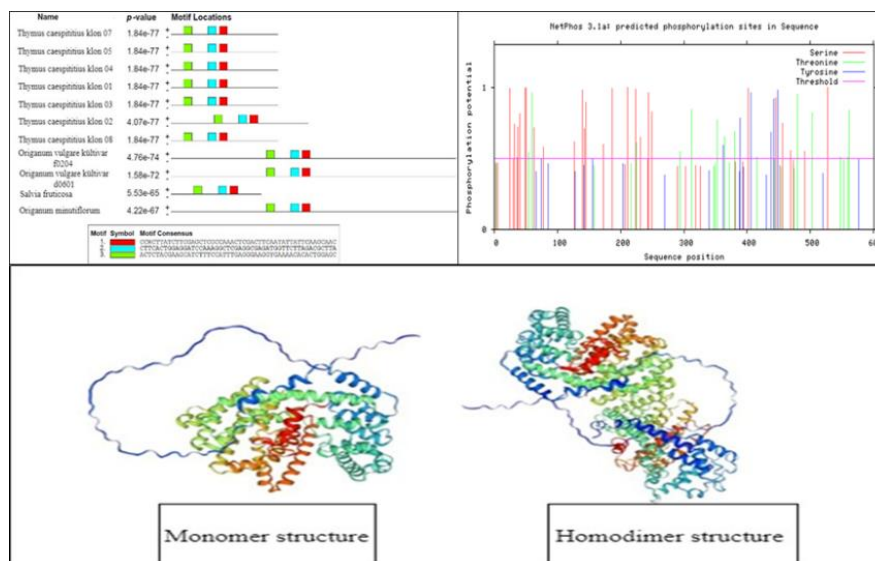 Name p-value Motif Locations
Thymus caespititius klon 07 1.84e-77
Thymus caespititius klon 05 1.84e-77
Thymus caespititius klon 04 1.84e-77
Thymus caespititius klon 01 1.84e-77
Thymus caespititius klon 03 1.84e-77
Thymus caespititius klon 02 4.07e-77
Thymus caespititius klon 08 1.84e-77
Origanum vulgare kültivar f0204 4.76e-74
Origanum vulgare kültivar d0601 1.58e-72
Salvia fruticosa 5.53e-65
Origanum minutiflorum 4.22e-67
Motif Symbol Motif Consensus
1.
2.
3.
NetPhos 3.1a: predicted phosphorylation sites in Sequence
Serine
Threonine
Tyrosine
Threshold
1
Phosphorylation potential
0
0 100 200 300 400 500 600
Sequence position
Monomer structure
Homodimer structure